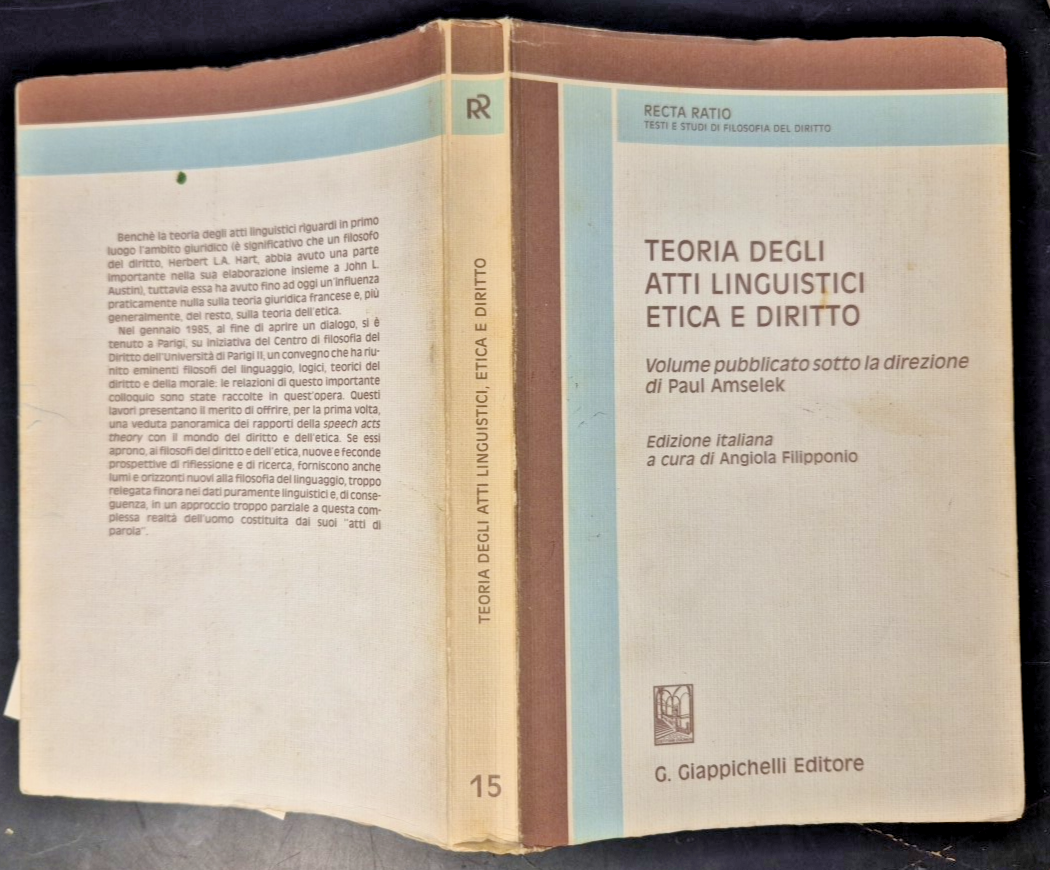 Benchè la teoria degli atti linguistici riguardi in primo
luogo l'ambito giuridico (è significativo che un filosofo
del diritto, Herbert L.A. Hart, abbia avuto una parte
importante nella sua elaborazione insieme a John L.
Austin), tuttavia essa ha avuto fino ad oggi un'influenza
praticamente nulla sulla teoria giuridica francese e, più
generalmente, del resto, sulla teoria dell'etica.
Nel gennaio 1985, al fine di aprire un dialogo, si è
tenuto a Parigi, su iniziativa del Centro di filosofia del
Diritto dell'Università di Parigi II, un convegno che ha riu-
nito eminenti filosofi del linguaggio, logici, teorici del
diritto e della morale: le relazioni di questo importante
colloquio sono state raccolte in quest'opera. Questi
lavori presentano il merito di offrire, per la prima volta,
una veduta panoramica dei rapporti della speech acts
theory con il mondo del diritto e dell'etica. Se essi
aprono, ai filosofi del diritto e dell'etica, nuove e feconde
prospettive di riflessione e di ricerca, forniscono anche
lumi e orizzonti nuovi alla filosofia del linguaggio, troppo
relegata finora nei dati puramente linguistici e, di conse-
guenza, in un approccio troppo parziale a questa com-
plessa realtà dell'uomo costituita dai suoi "atti di
parola".
RR
TEORIA DEGLI ATTI LINGUISTICI, ETICA E DIRITTO
15
RECTA RATIO
TESTI E STUDI DI FILOSOFIA DEL DIRITTO
TEORIA DEGLI
ATTI LINGUISTICI
ETICA E DIRITTO
Volume pubblicato sotto la direzione
di Paul Amselek
Edizione italiana
a cura di Angiola Filipponio
G. Giappichelli Editore